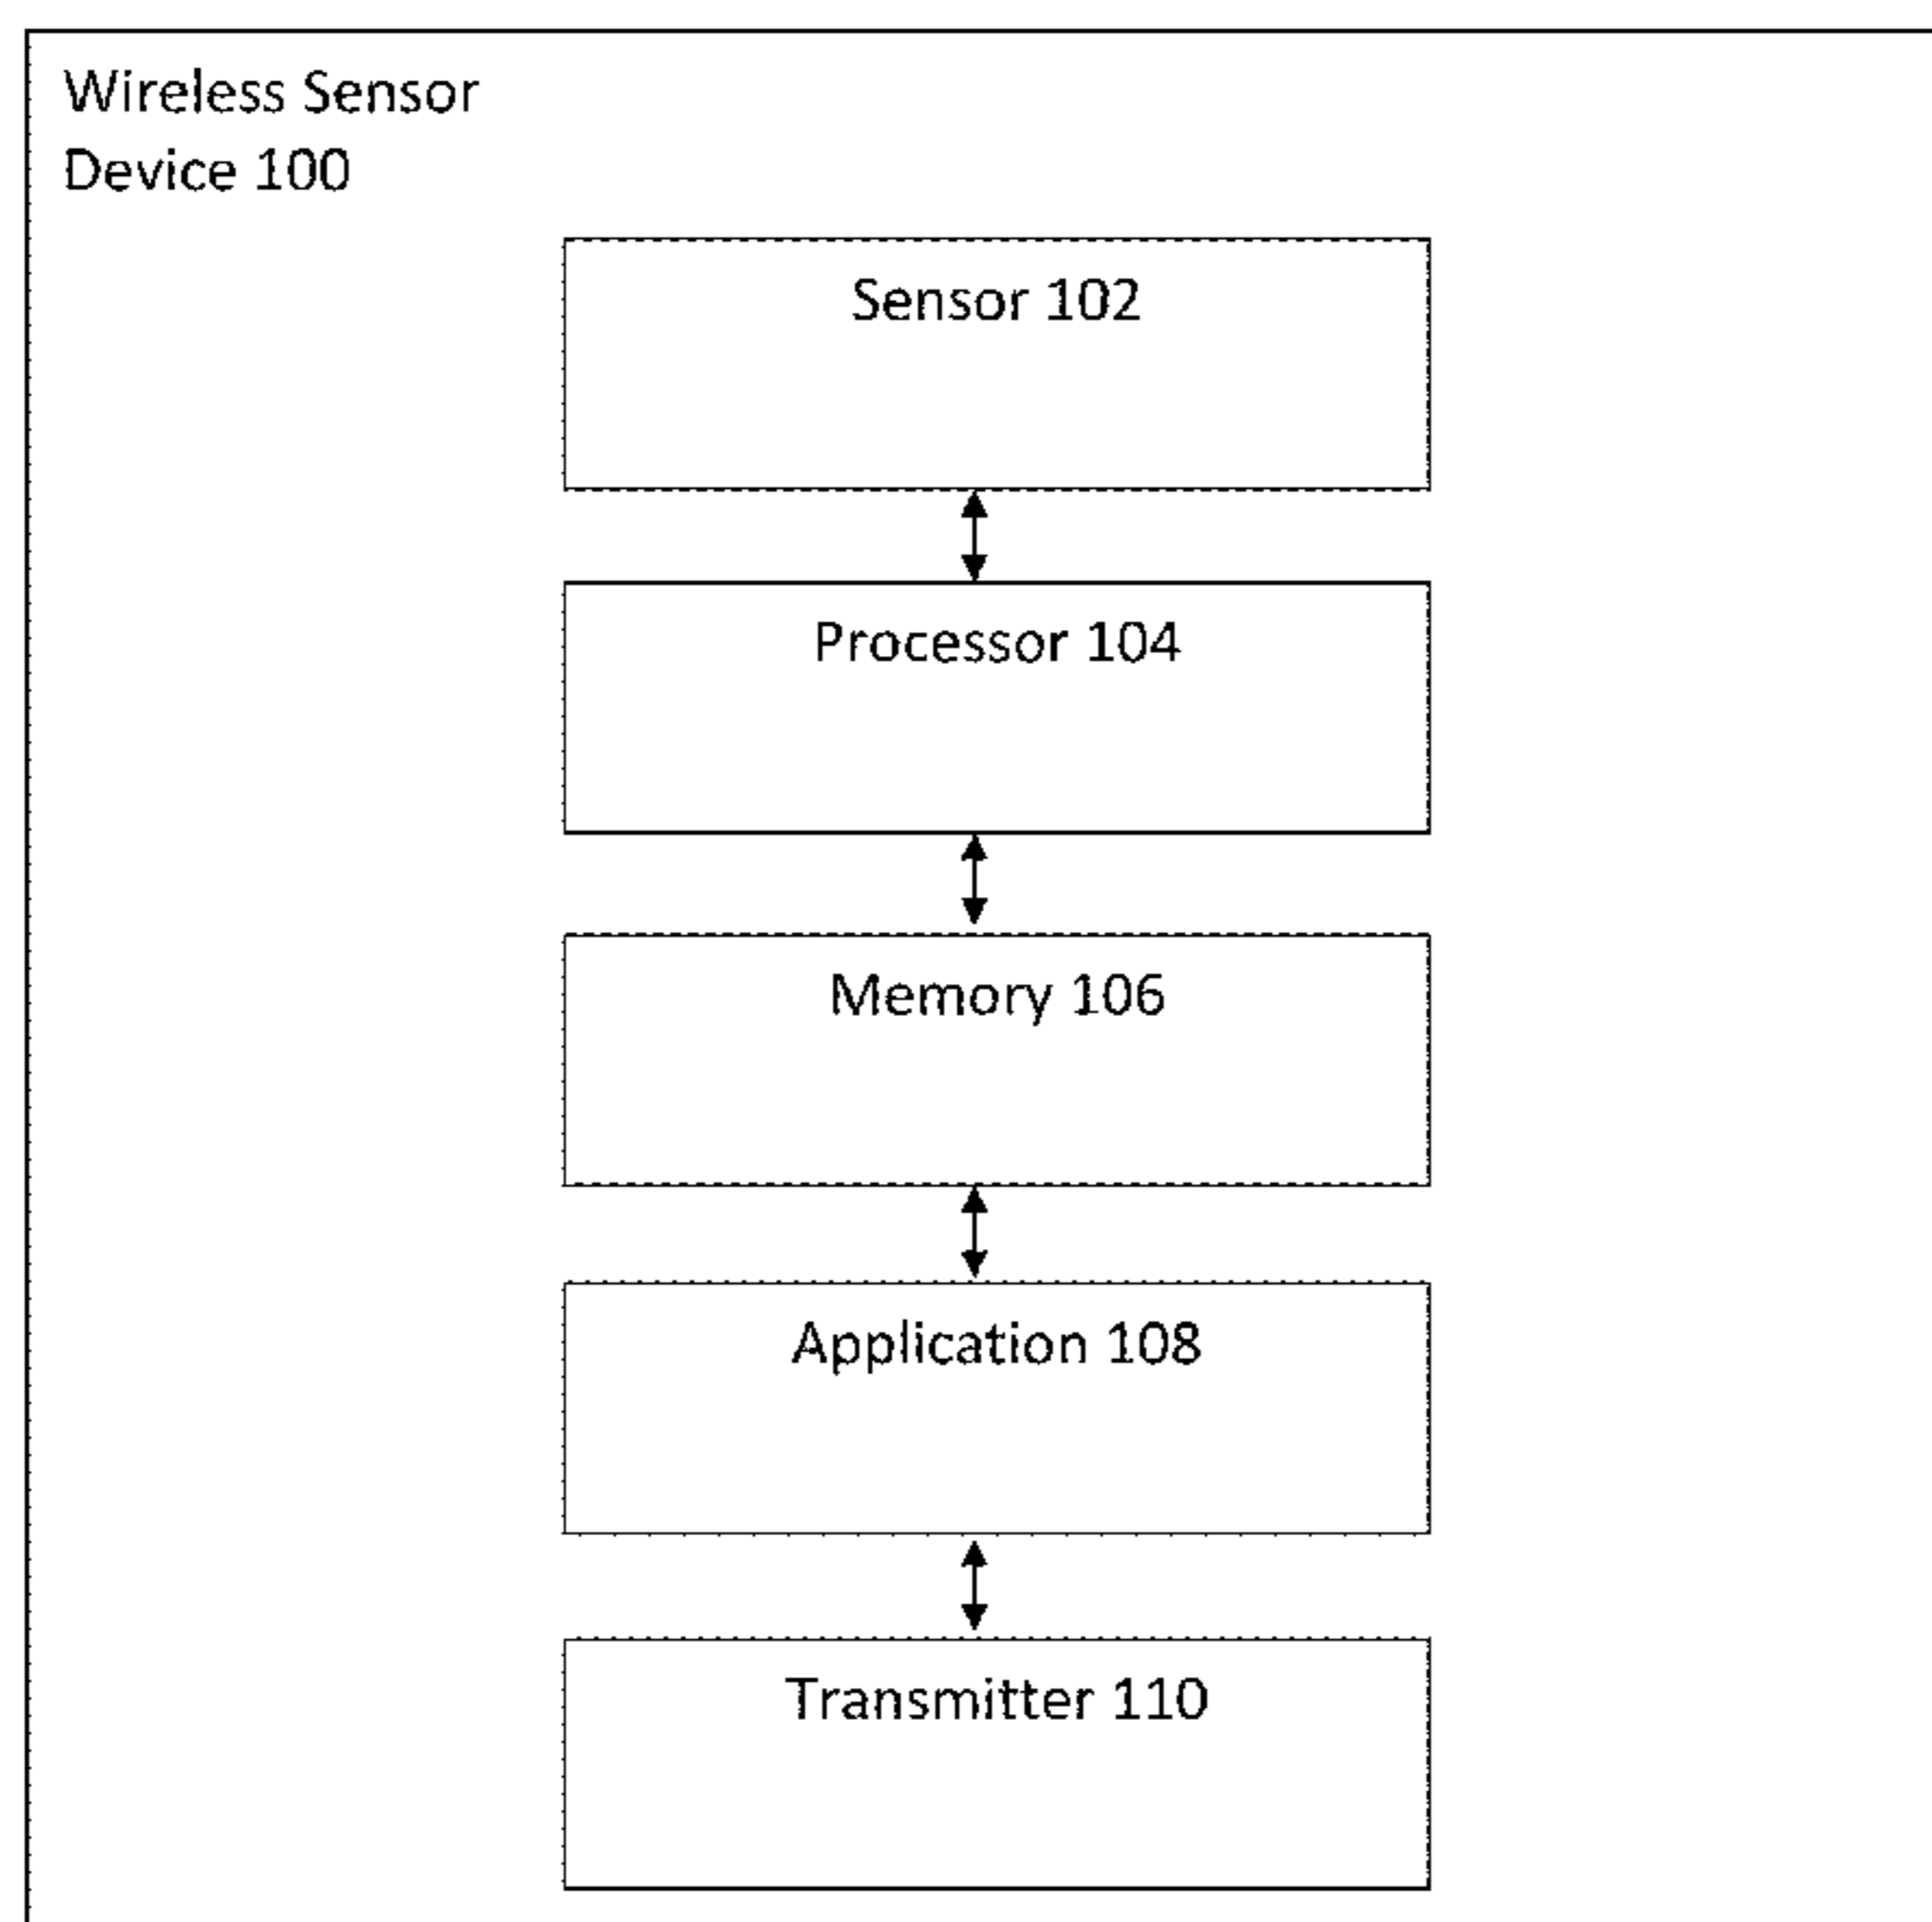 Wireless Sensor
Device 100
Sensor 102
Processor 104
Memory 106
Application 108
Transmitter 110